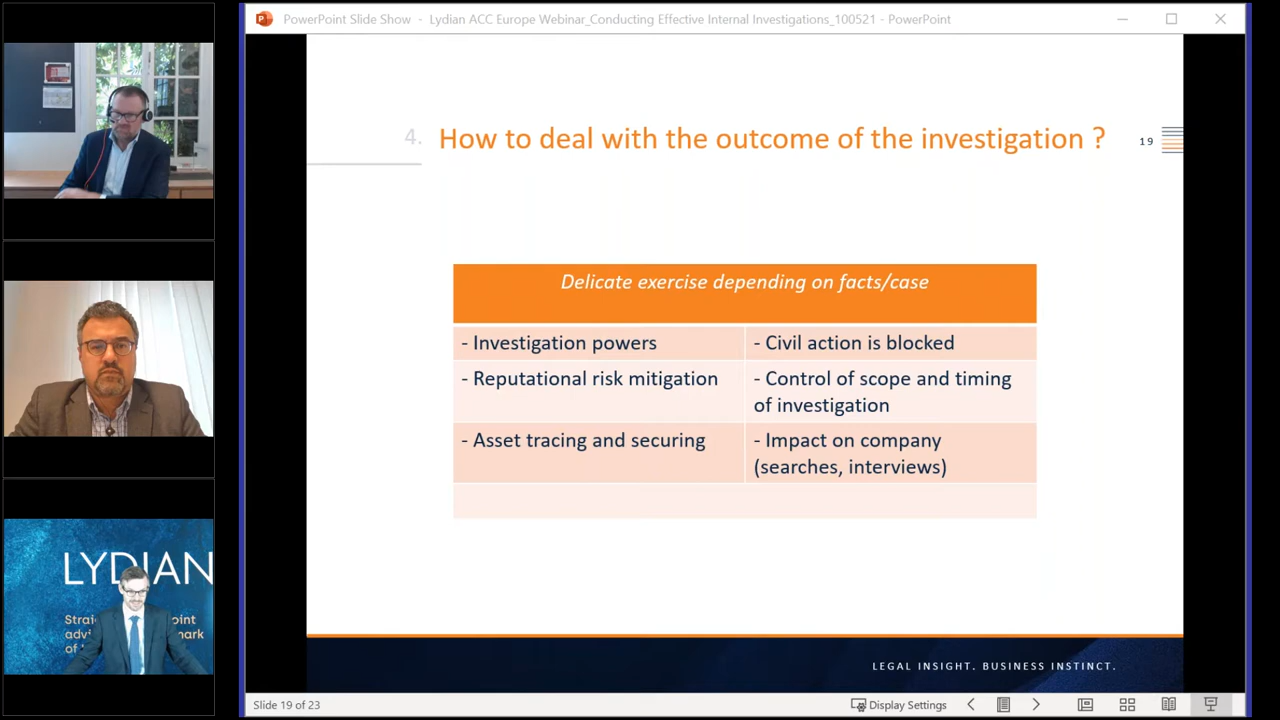 PowerPoint Slide Show - Lydian ACC Europe Webinar_Conducting Effective Internal Investigations_100521 - PowerPoint
4. How to deal with the outcome of the investigation ?
19
Delicate exercise depending on facts/case
- Investigation powers
- Civil action is blocked
- Reputational risk mitigation
- Control of scope and timing
of investigation
- Asset tracing and securing
- Impact on company
(searches, interviews)
LEGAL INSIGHT. BUSINESS INSTINCT.
Slide 19 of 23
Display Settings
LYDIAN